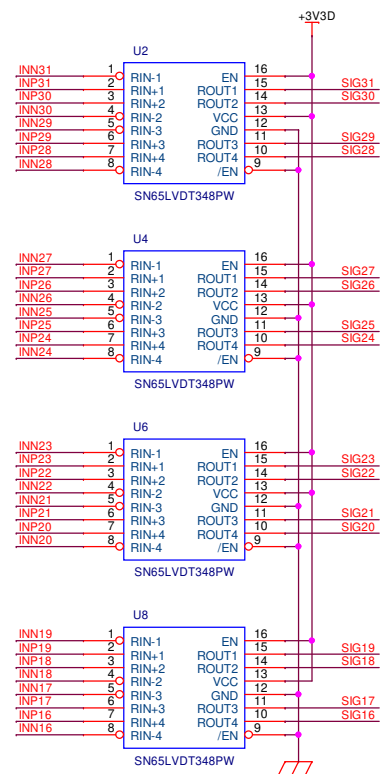 +3V3D
U2
INN31 1 RIN-1 EN 16
INP31 2 RIN+1 ROUT1 15 SIG31
INP30 3 RIN+2 ROUT2 14 SIG30
INN30 4 RIN-2 VCC 13
INN29 5 RIN-3 GND 12
INP29 6 RIN+3 ROUT3 11 SIG29
INP28 7 RIN+4 ROUT4 10 SIG28
INN28 8 RIN-4 /EN 9
SN65LVDT348PW
U4
INN27 1 RIN-1 EN 16
INP27 2 RIN+1 ROUT1 15 SIG27
INP26 3 RIN+2 ROUT2 14 SIG26
INN26 4 RIN-2 VCC 13
INN25 5 RIN-3 GND 12
INP25 6 RIN+3 ROUT3 11 SIG25
INP24 7 RIN+4 ROUT4 10 SIG24
INN24 8 RIN-4 /EN 9
SN65LVDT348PW
U6
INN23 1 RIN-1 EN 16
INP23 2 RIN+1 ROUT1 15 SIG23
INP22 3 RIN+2 ROUT2 14 SIG22
INN22 4 RIN-2 VCC 13
INN21 5 RIN-3 GND 12
INP21 6 RIN+3 ROUT3 11 SIG21
INP20 7 RIN+4 ROUT4 10 SIG20
INN20 8 RIN-4 /EN 9
SN65LVDT348PW
U8
INN19 1 RIN-1 EN 16
INP19 2 RIN+1 ROUT1 15 SIG19
INP18 3 RIN+2 ROUT2 14 SIG18
INN18 4 RIN-2 VCC 13
INN17 5 RIN-3 GND 12
INP17 6 RIN+3 ROUT3 11 SIG17
INP16 7 RIN+4 ROUT4 10 SIG16
INN16 8 RIN-4 /EN 9
SN65LVDT348PW